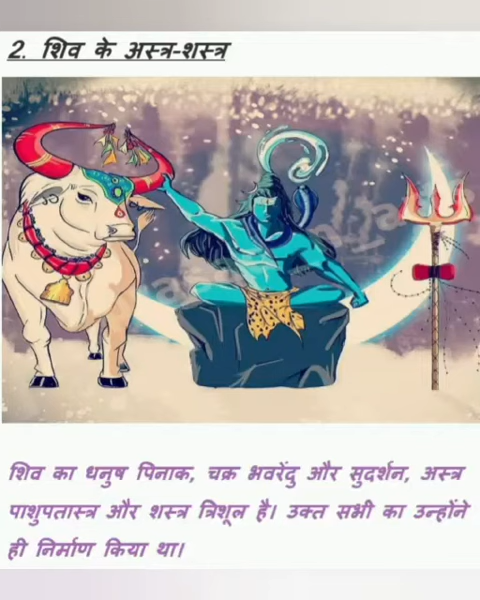 2. शिव के अस्त्र-शस्त्र
शिव का धनुष पिनाक, चक्र भवरेंदु और सुदर्शन, अस्त्र
पाशुपतास्त्र और शस्त्र त्रिशूल है। उक्त सभी का उन्होंने
ही निर्माण किया था।